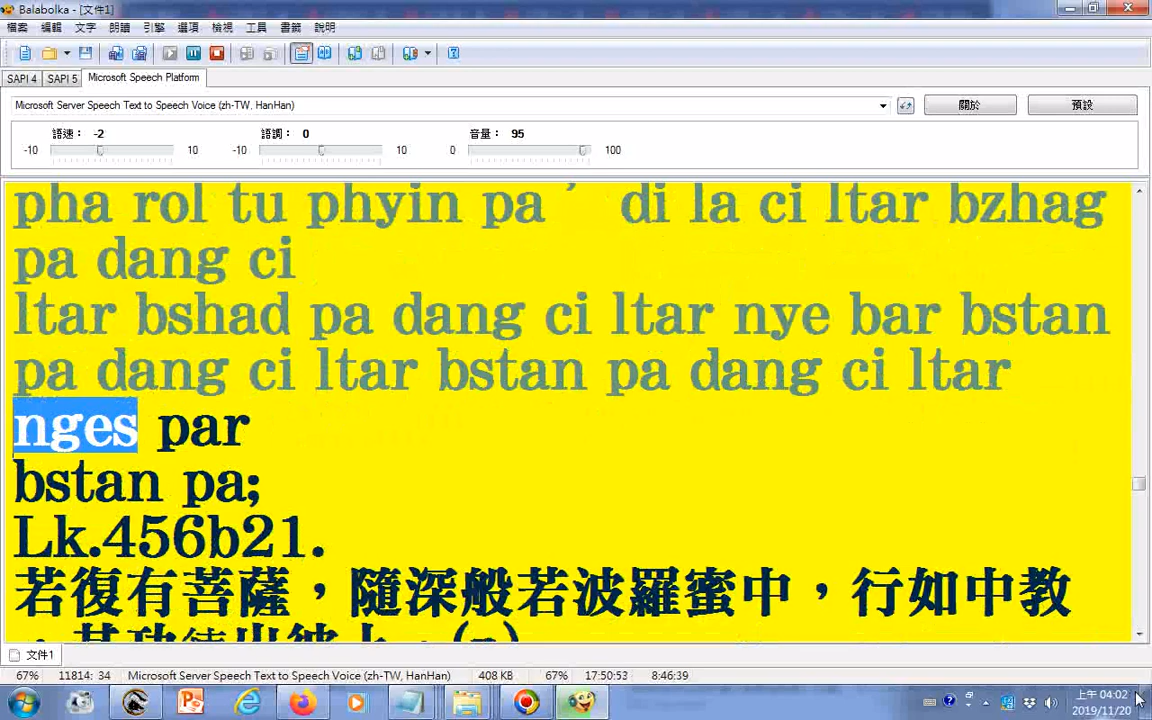 Balabolka - [文件1]
檔案 編輯 文字 朗讀 引擎 選項 檢視 工具 書籤 說明
SAPI 4 SAPI 5 Microsoft Speech Platform
Microsoft Server Speech Text to Speech Voice (zh-TW, HanHan) 關於 預設
語速： -2 語調： 0 音量： 95
-10 10 -10 10 0 100
pha rol tu phyin pa ’ di la ci ltar bzhag
pa dang ci
ltar bshad pa dang ci ltar nye bar bstan
pa dang ci ltar bstan pa dang ci ltar
nges par
bstan pa;
Lk.456b21.
若復有菩薩，隨深般若波羅蜜中，行如中教
文件1
67% 11814: 34 Microsoft Server Speech Text to Speech Voice (zh-TW, HanHan) 408 KB 67% 17:50:53 8:46:39
上午 04:02
2019/11/20